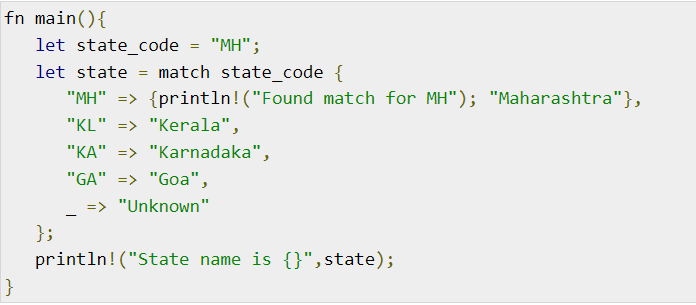 fn main(){
   let state_code = "MH";
   let state = match state_code {
      "MH" => {println!("Found match for MH"); "Maharashtra"},
      "KL" => "Kerala",
      "KA" => "Karnadaka",
      "GA" => "Goa",
      _ => "Unknown"
   };
   println!("State name is {}",state);
}